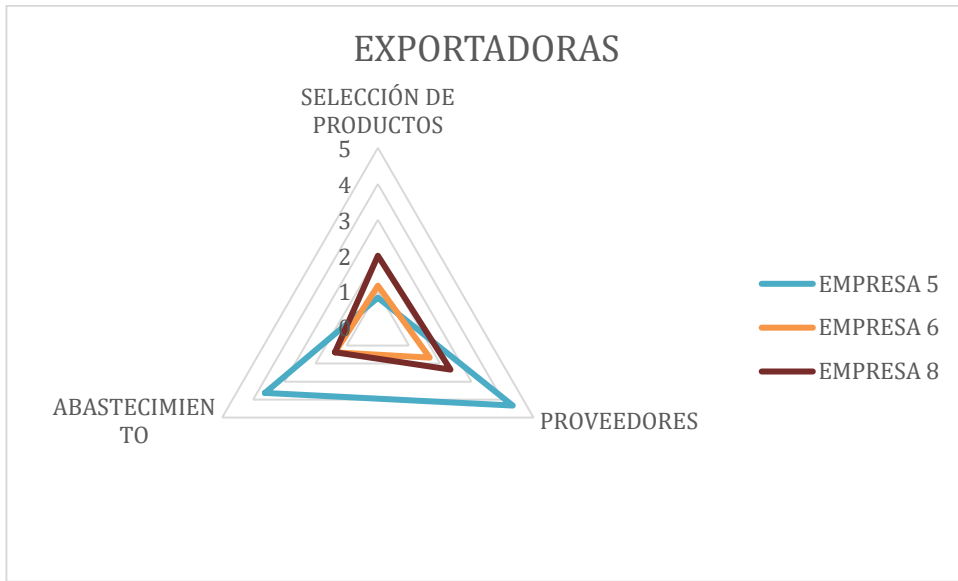 EXPORTADORAS
SELECCIÓN DE
PRODUCTOS
5
4
3
2
1
0
EMPRESA 5
EMPRESA 6
EMPRESA 8
ABASTECIMIEN
TO
PROVEEDORES